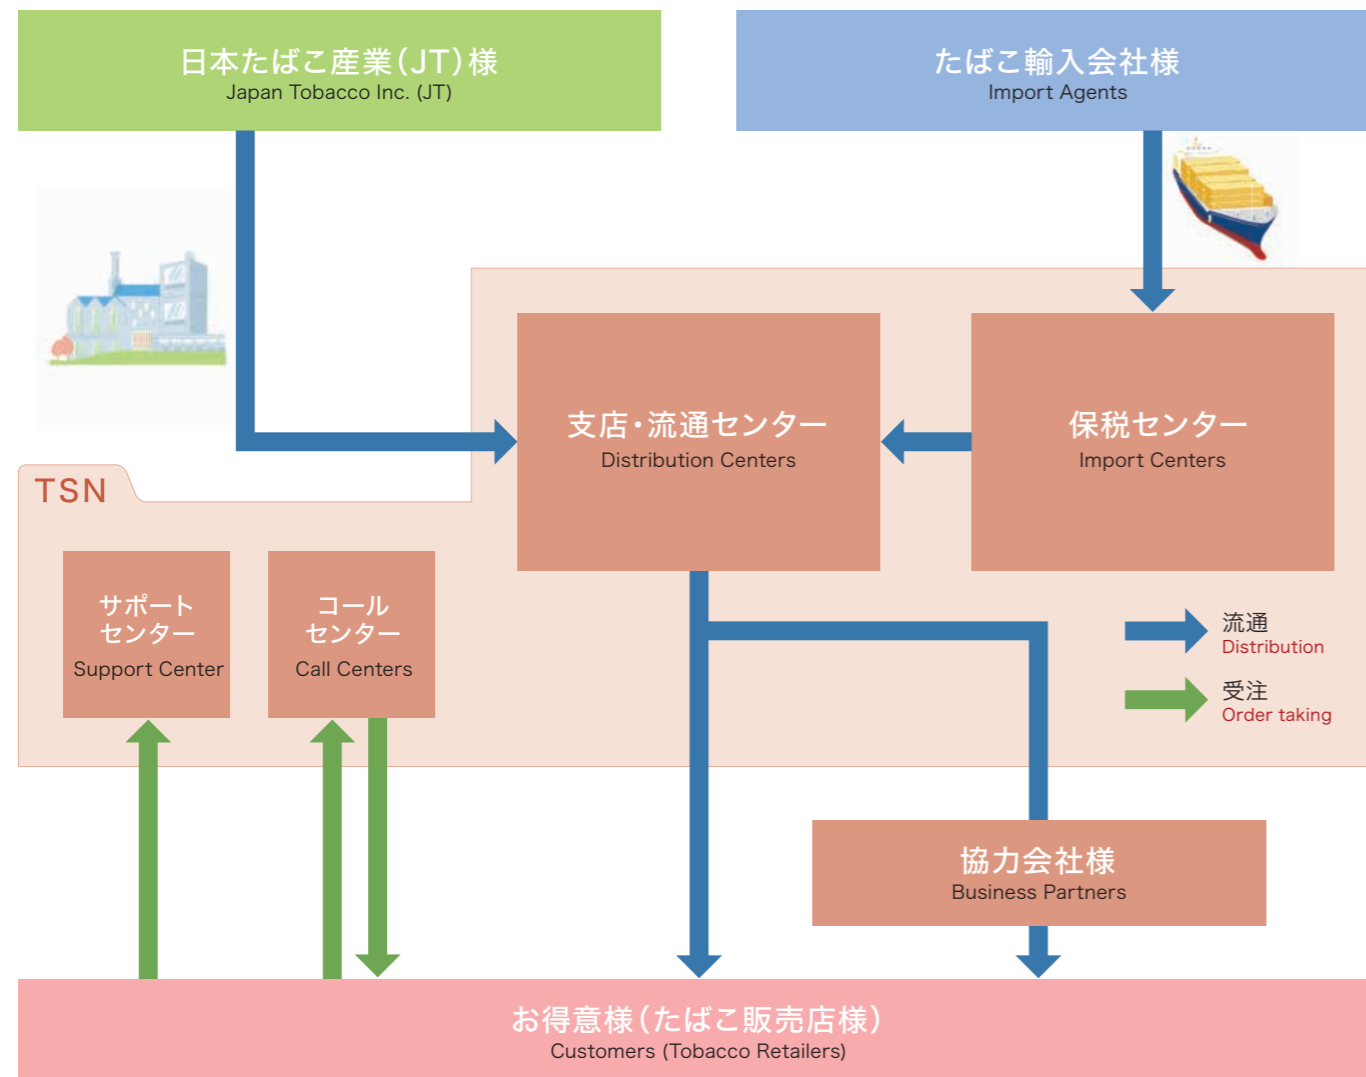 日本たばこ産業(JT)様
Japan Tobacco Inc. (JT)
たばこ輸入会社様
Import Agents
支店・流通センター
Distribution Centers
保税センター
Import Centers
TSN
サポート
センター
Support Center
コール
センター
Call Centers
流通
Distribution
受注
Order taking
協力会社様
Business Partners
お得意様(たばこ販売店様)
Customers (Tobacco Retailers)